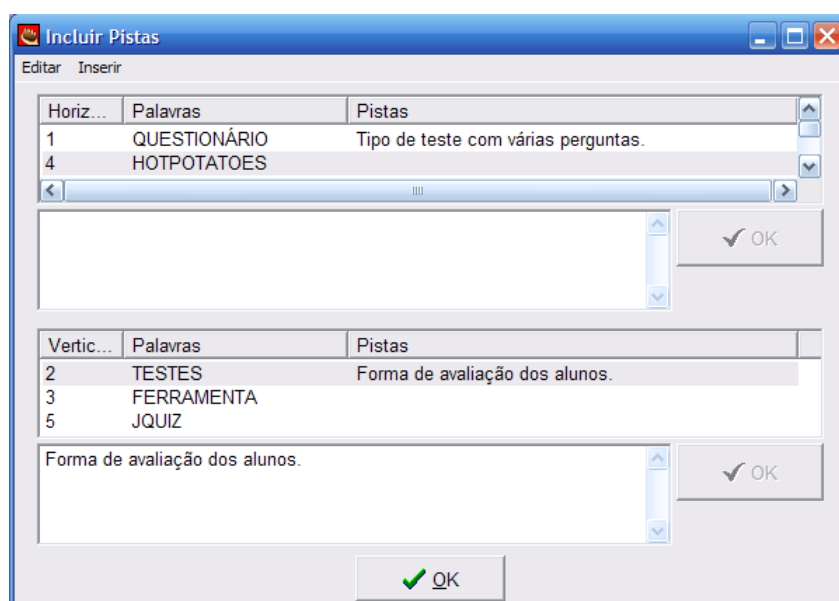 Incluir Pistas
Editar Inserir
Horiz... Palavras Pistas
1 QUESTIONÁRIO Tipo de teste com várias perguntas.
4 HOTPOTATOES
OK
Vertic... Palavras Pistas
2 TESTES Forma de avaliação dos alunos.
3 FERRAMENTA
5 JQUIZ
Forma de avaliação dos alunos.
OK
OK